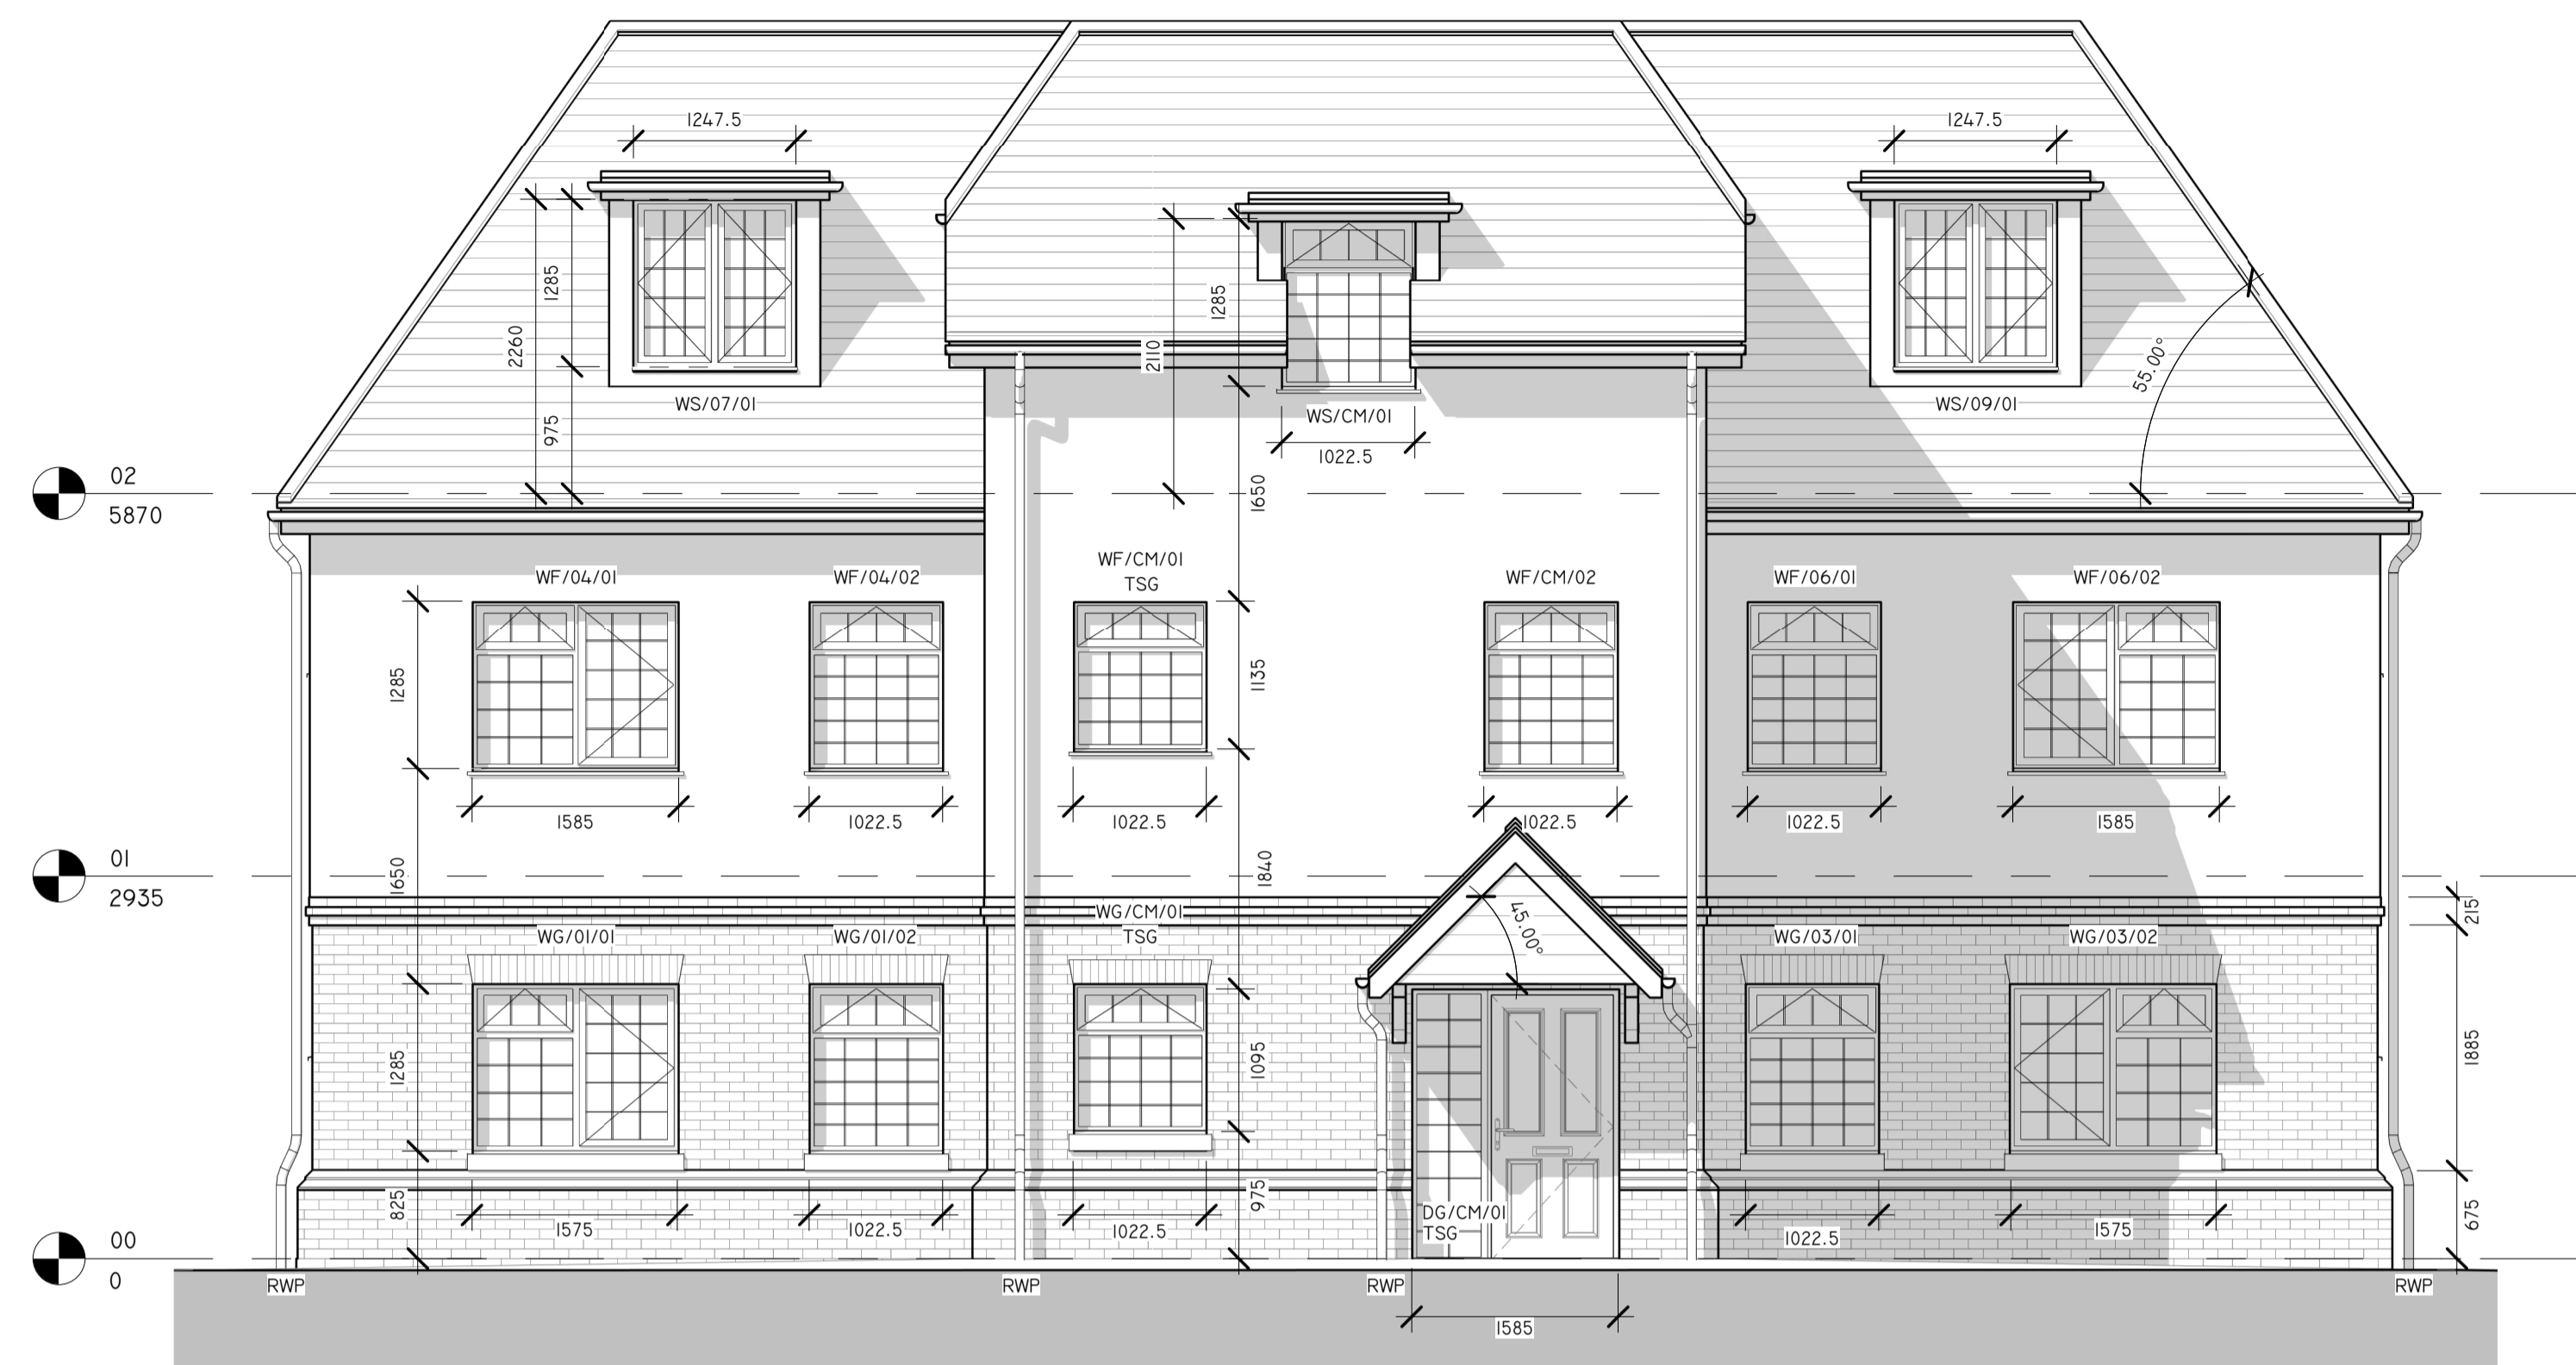 1247.5
1247.5
1285
2260
975
WS/07/01
1285
2110
WS/CM/01
1022.5
WS/09/01
55.00°
02
5870
1650
WF/04/01
WF/04/02
WF/CM/01
TSG
WF/CM/02
WF/06/01
WF/06/02
1285
1135
1585
1022.5
1022.5
1022.5
1022.5
1585
01
2935
1650
1840
45.00°
215
WG/01/01
WG/01/02
WG/CM/01
TSG
WG/03/01
WG/03/02
1285
1095
1885
825
1575
1022.5
1022.5
975
DG/CM/01
TSG
1022.5
1575
675
00
0
RWP
RWP
RWP
RWP
1585